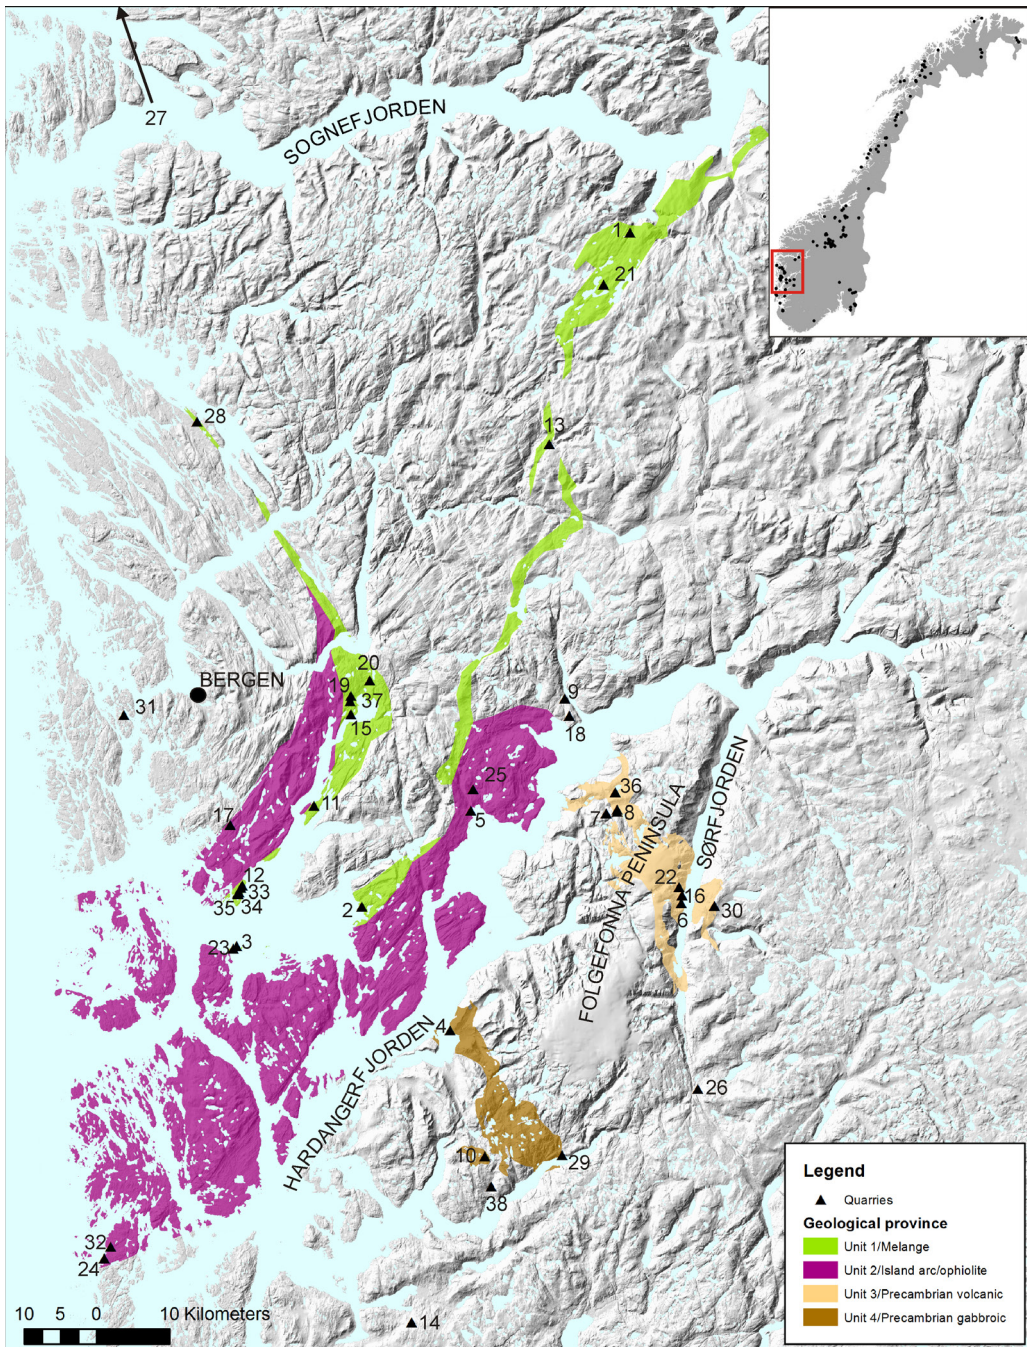 27
SOGNEFJORDEN
1
21
28
13
20
19
37
15
BERGEN
31
9
18
25
5
11
17
36
7
8
FOLGEFONNA PENINSULA
SØRFJORDEN
22
16
6
30
12
33
35
34
2
23
3
4
HARDANGERFJORDEN
26
10
29
38
32
24
14
10 5 0 10 Kilometers
Legend
Quarries
Geological province
Unit 1/Melange
Unit 2/Island arc/ophiolite
Unit 3/Precambrian volcanic
Unit 4/Precambrian gabbroic